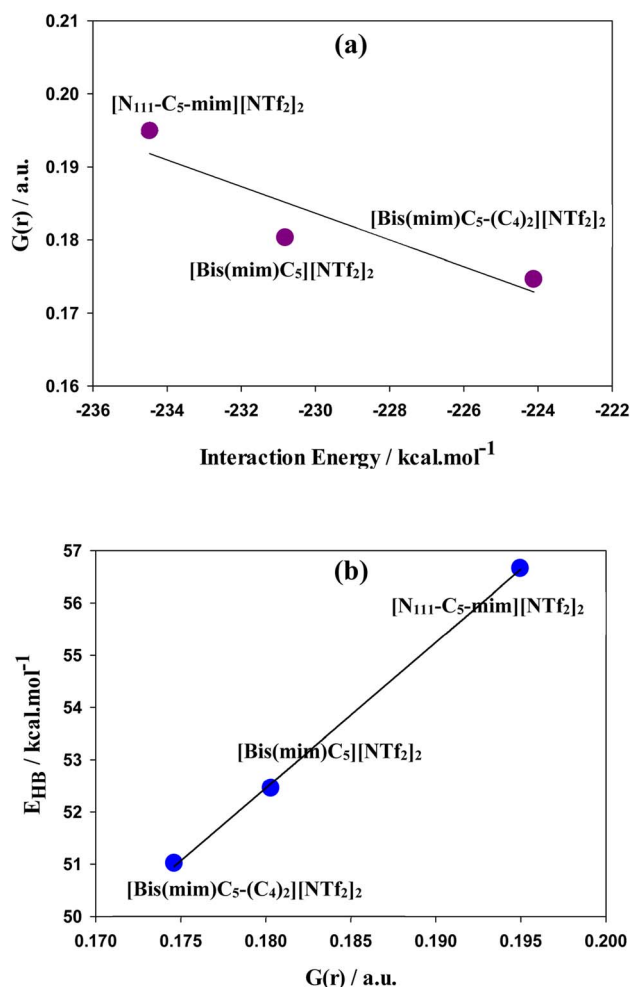 (a)
0.21
0.20
0.19
0.18
0.17
0.16
G(r) / a.u.
[N₁₁₁-C₅-mim][NTf₂]₂
[Bis(mim)C₅-(C₄)₂][NTf₂]₂
[Bis(mim)C₅][NTf₂]₂
-236 -234 -231 -230 -228 -225 -224 -222
Interaction Energy / kcal.mol⁻¹
(b)
57
56
55
54
53
52
51
50
E_HB / kcal.mol⁻¹
[N₁₁₁-C₅-mim][NTf₂]₂
[Bis(mim)C₅][NTf₂]₂
[Bis(mim)C₅-(C₄)₂][NTf₂]₂
0.170 0.175 0.180 0.185 0.190 0.195 0.200
G(r) / a.u.